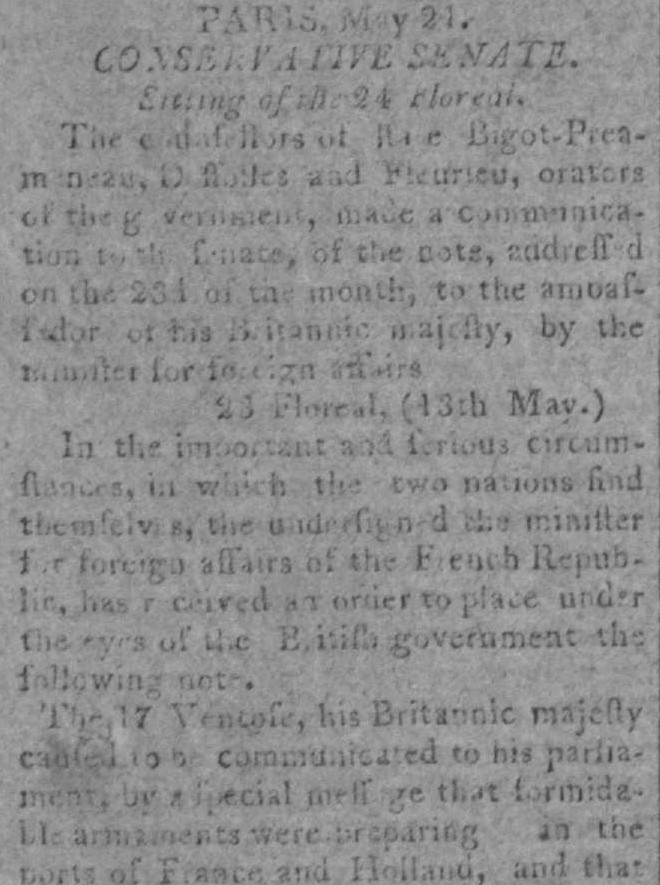 PARIS, May 21.
CONSERVATIVE SENATE.
Sitting of the 24 Floreal.
The counsellors of state Bigot-Prea-
meneau, and Fleurieu, orators
of the government, made a communica-
tion to the senate, of the note, addressed
on the 23d of the month, to the ambas-
sador of his Britannic majesty, by the
minister for foreign affairs
23 Floreal, (13th May.)
In the important and serious circum-
stances, in which the two nations find
themselves, the undersigned the minister
for foreign affairs of the French Repub-
lic, has received an order to place under
the eyes of the British government the
following note.
The 17 Ventose, his Britannic majesty
caused to be communicated to his parlia-
ment, by a special message that formida-
ble armaments were preparing in the
ports of France and Holland, and that